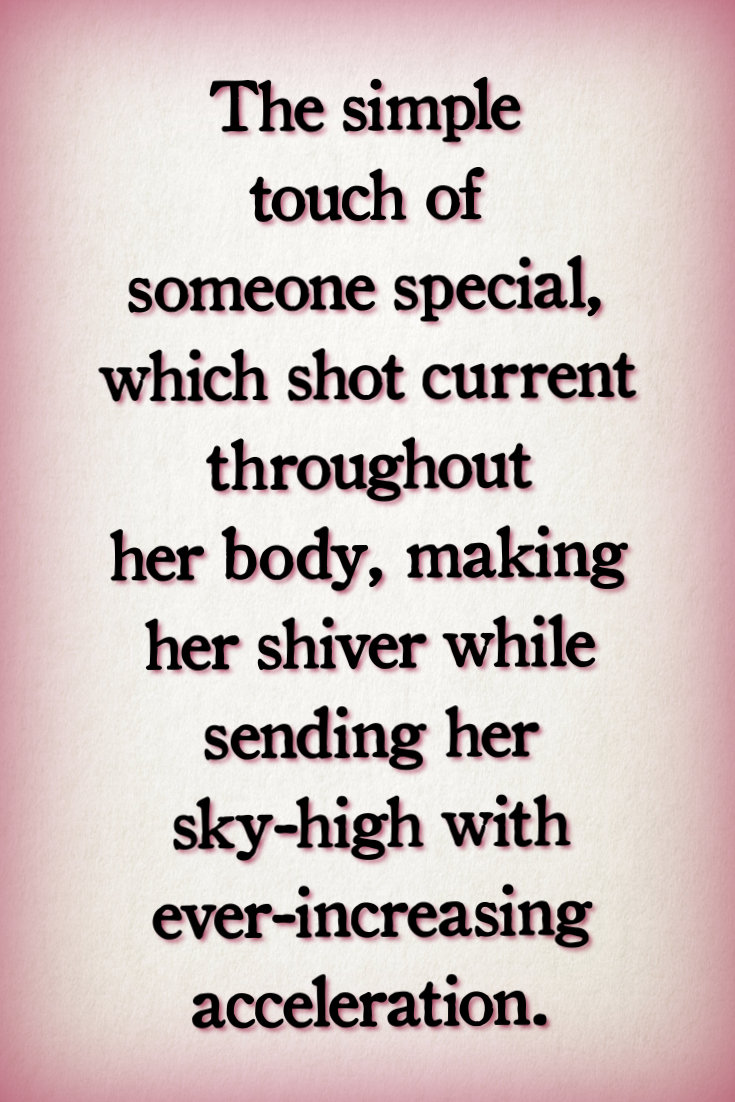 The simple
touch of
someone special,
which shot current
throughout
her body, making
her shiver while
sending her
sky-high with
ever-increasing
acceleration.